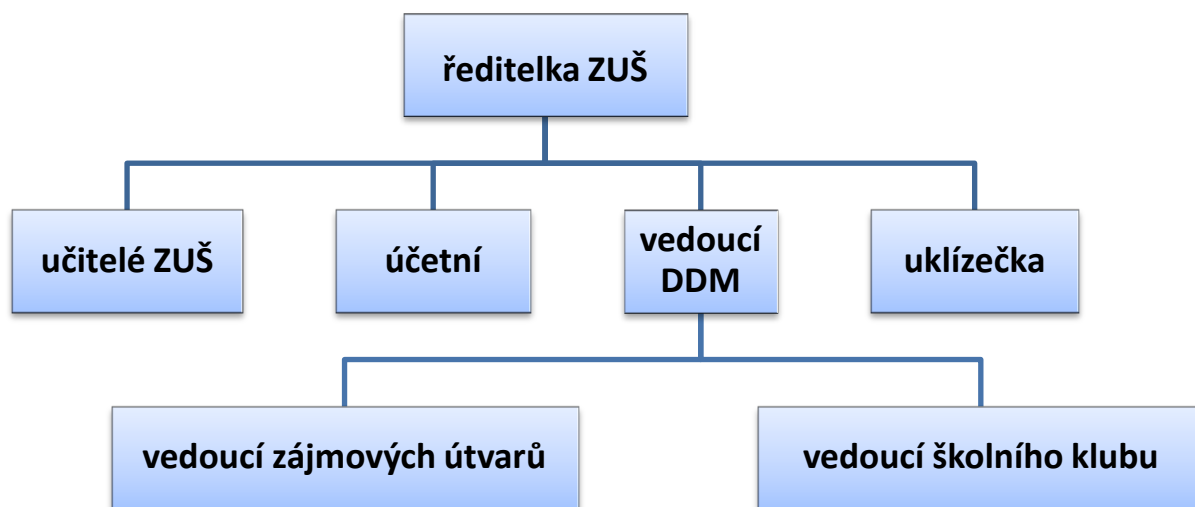 ředitelka ZUŠ
učitelé ZUŠ
účetní
vedoucí
DDM
uklízečka
vedoucí zájmových útvarů
vedoucí školního klubu